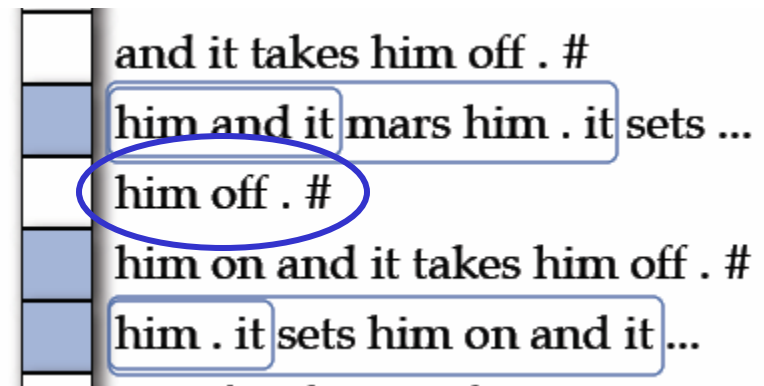 and it takes him off . #
him and it mars him . it sets ...
him off . #
him on and it takes him off . #
him . it sets him on and it ...